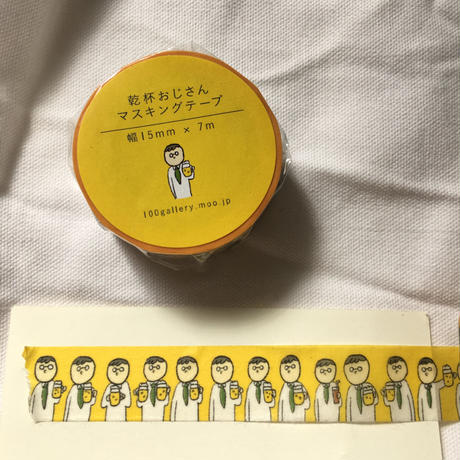 乾杯おじさん
マスキングテープ
幅15mm × 7m
100gallery.moo.jp